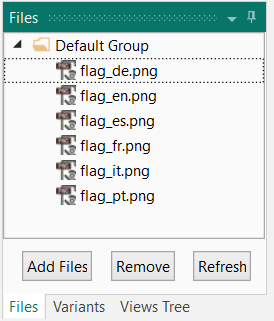 Files
Default Group
flag_de.png
flag_en.png
flag_es.png
flag_fr.png
flag_it.png
flag_pt.png
Add Files Remove Refresh
Files Variants Views Tree